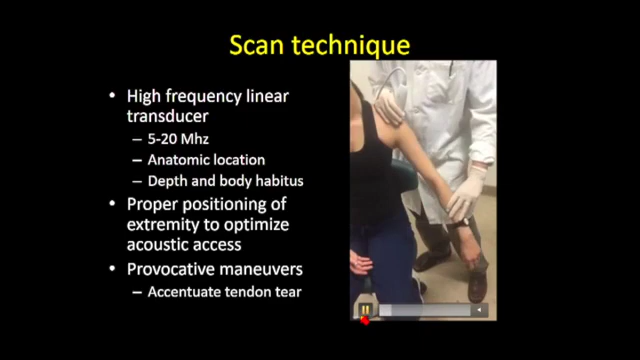 Scan technique
• High frequency linear
transducer
– 5-20 Mhz
– Anatomic location
– Depth and body habitus
• Proper positioning of
extremity to optimize
acoustic access
• Provocative maneuvers
– Accentuate tendon tear